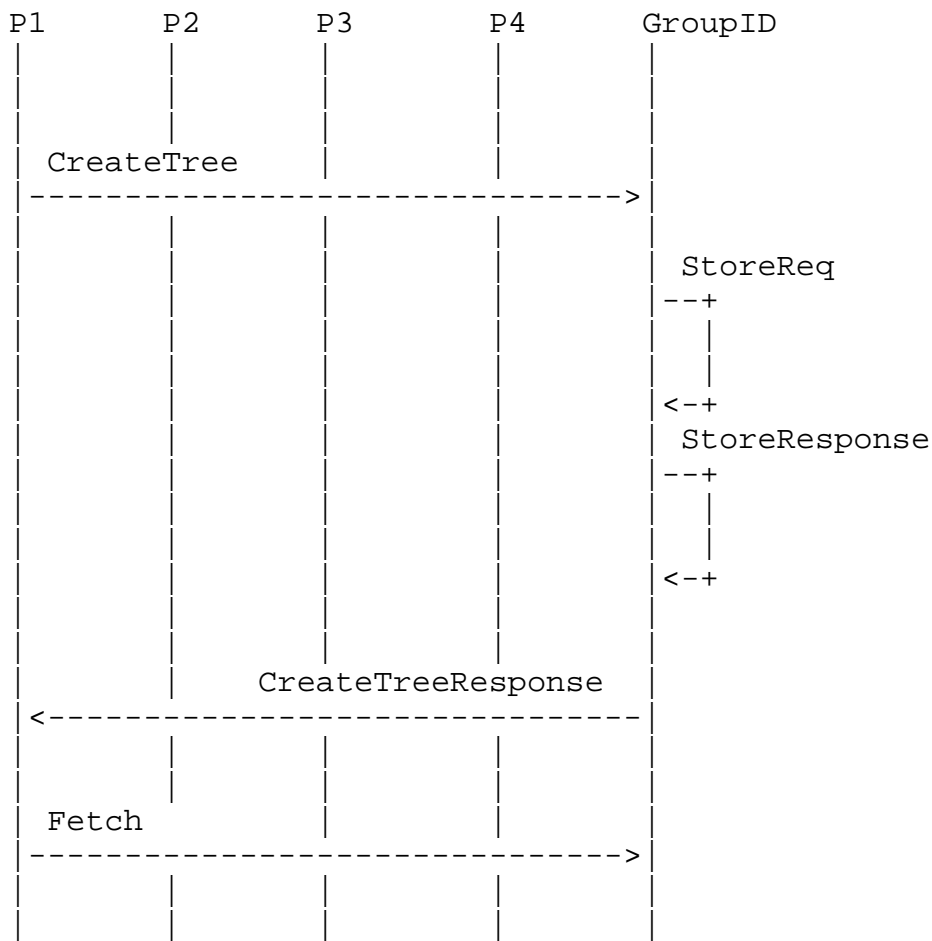 P1 P2 P3 P4 GroupID
CreateTree
StoreReq
StoreResponse
CreateTreeResponse
Fetch